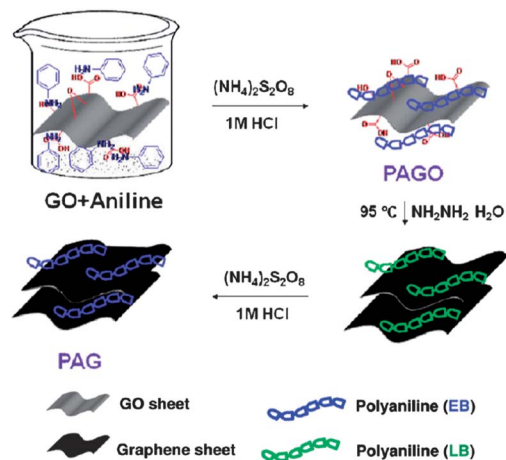 (NH₄)₂S₂O₈
1M HCl
GO+Aniline
PAGO
95 °C NH₂NH₂ H₂O
(NH₄)₂S₂O₈
1M HCl
PAG
GO sheet
Polyaniline (EB)
Graphene sheet
Polyaniline (LB)